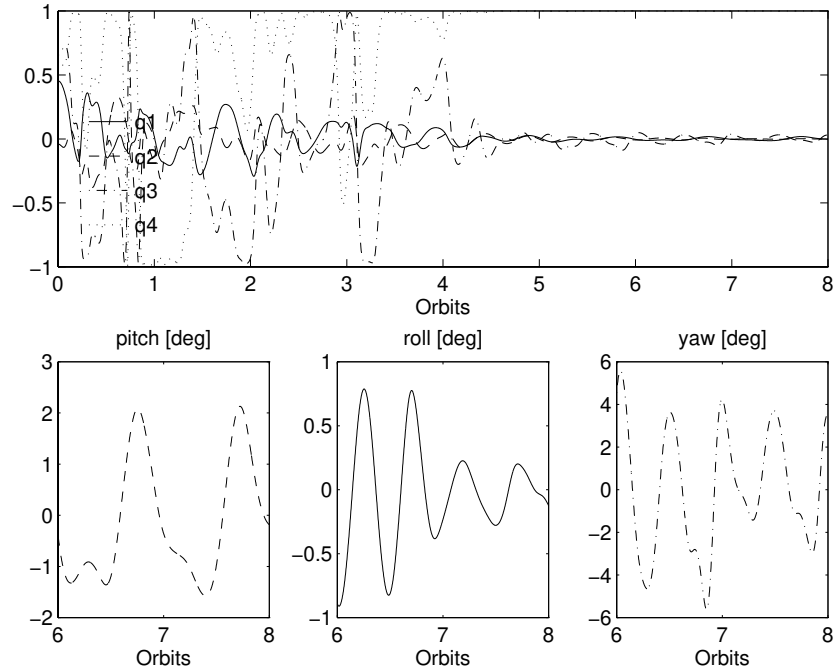 1
0.5
0
−0.5
−1
q1
q2
q3
q4
0 1 2 3 4 5 6 7 8
Orbits
pitch [deg]
3
2
1
0
−1
−2
6 7 8
Orbits
roll [deg]
1
0.5
0
−0.5
−1
6 7 8
Orbits
yaw [deg]
6
4
2
0
−2
−4
−6
6 7 8
Orbits